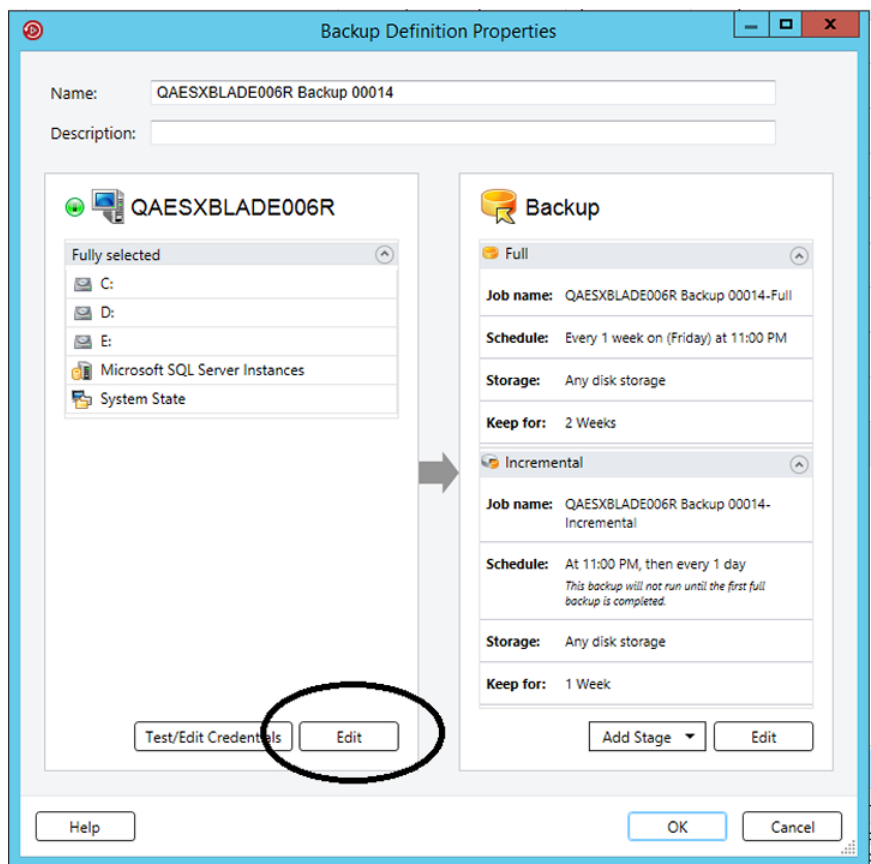 Backup Definition Properties
Name: QAESXBLADE006R Backup 00014
Description:
QAESXBLADE006R
Fully selected
C:
D:
E:
Microsoft SQL Server Instances
System State
Test/Edit Credentials
Edit
Backup
Full
Job name: QAESXBLADE006R Backup 00014-Full
Schedule: Every 1 week on (Friday) at 11:00 PM
Storage: Any disk storage
Keep for: 2 Weeks
Incremental
Job name: QAESXBLADE006R Backup 00014-
Incremental
Schedule: At 11:00 PM, then every 1 day
This backup will not run until the first full
backup is completed.
Storage: Any disk storage
Keep for: 1 Week
Add Stage
Edit
Help
OK
Cancel